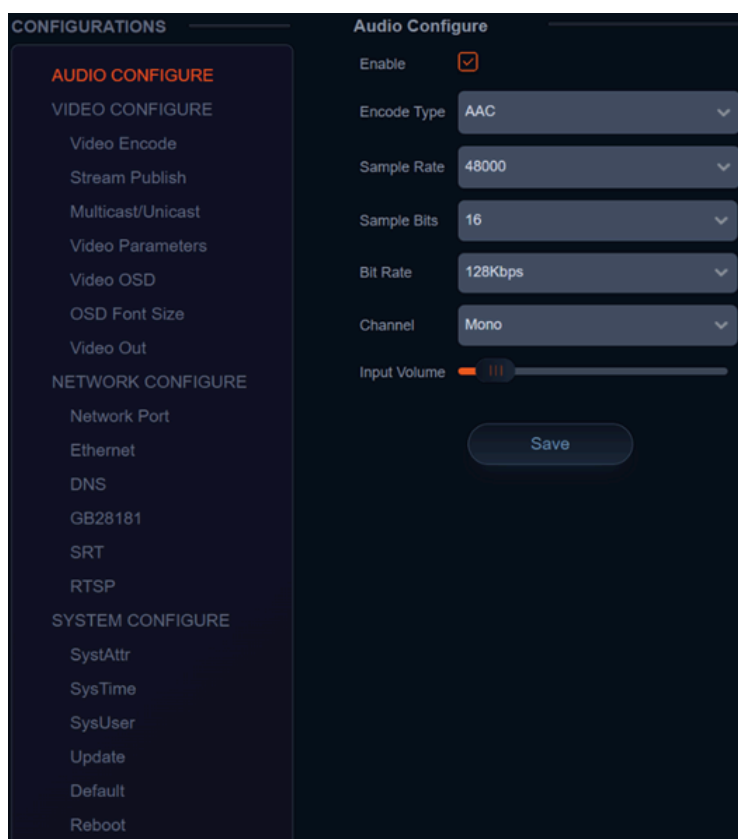 CONFIGURATIONS
AUDIO CONFIGURE
VIDEO CONFIGURE
Video Encode
Stream Publish
Multicast/Unicast
Video Parameters
Video OSD
OSD Font Size
Video Out
NETWORK CONFIGURE
Network Port
Ethernet
DNS
GB28181
SRT
RTSP
SYSTEM CONFIGURE
SystAttr
SysTime
SysUser
Update
Default
Reboot
Audio Configure
Enable
Encode Type AAC
Sample Rate 48000
Sample Bits 16
Bit Rate 128Kbps
Channel Mono
Input Volume
Save